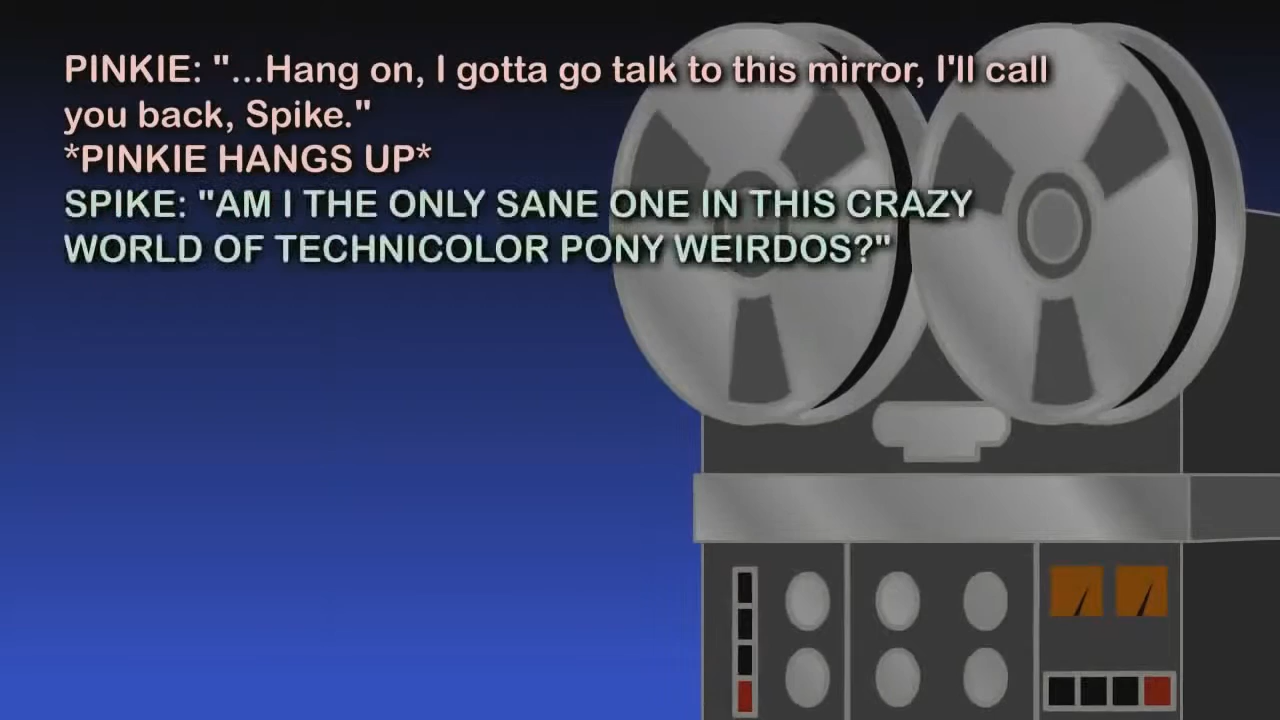 PINKIE: "...Hang on, I gotta go talk to this mirror, I'll call
you back, Spike."
*PINKIE HANGS UP*
SPIKE: "AM I THE ONLY SANE ONE IN THIS CRAZY
WORLD OF TECHNICOLOR PONY WEIRDOS?"